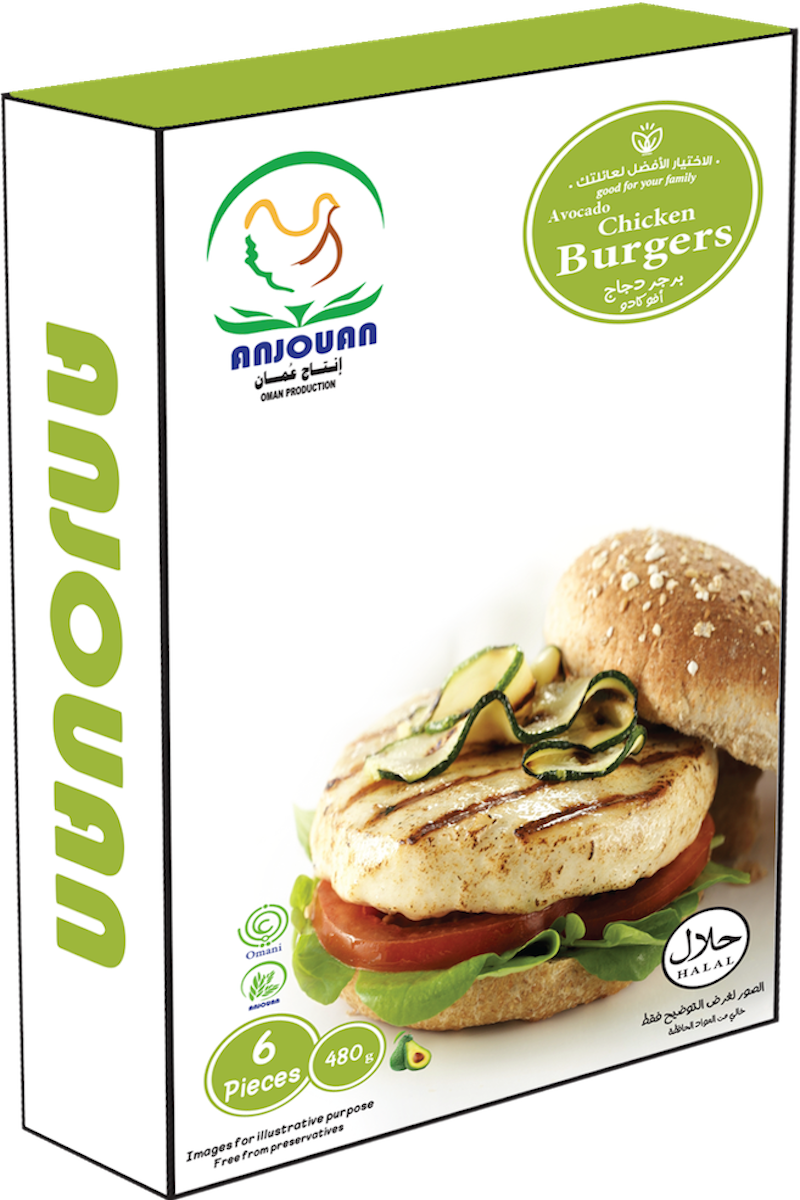 ANJOUAN
ANJOUAN
إنتاج عُمان
OMAN PRODUCTION
• الاختيار الأفضل لعائلتك •
good for your family
Avocado
Chicken
Burgers
برجر دجاج
أفوكادو
Omani
ANJOUAN
6
Pieces
480g
حلال
HALAL
الصور لغرض التوضيح فقط
خالي من المواد الحافظة
Images for illustrative purpose
Free from preservatives